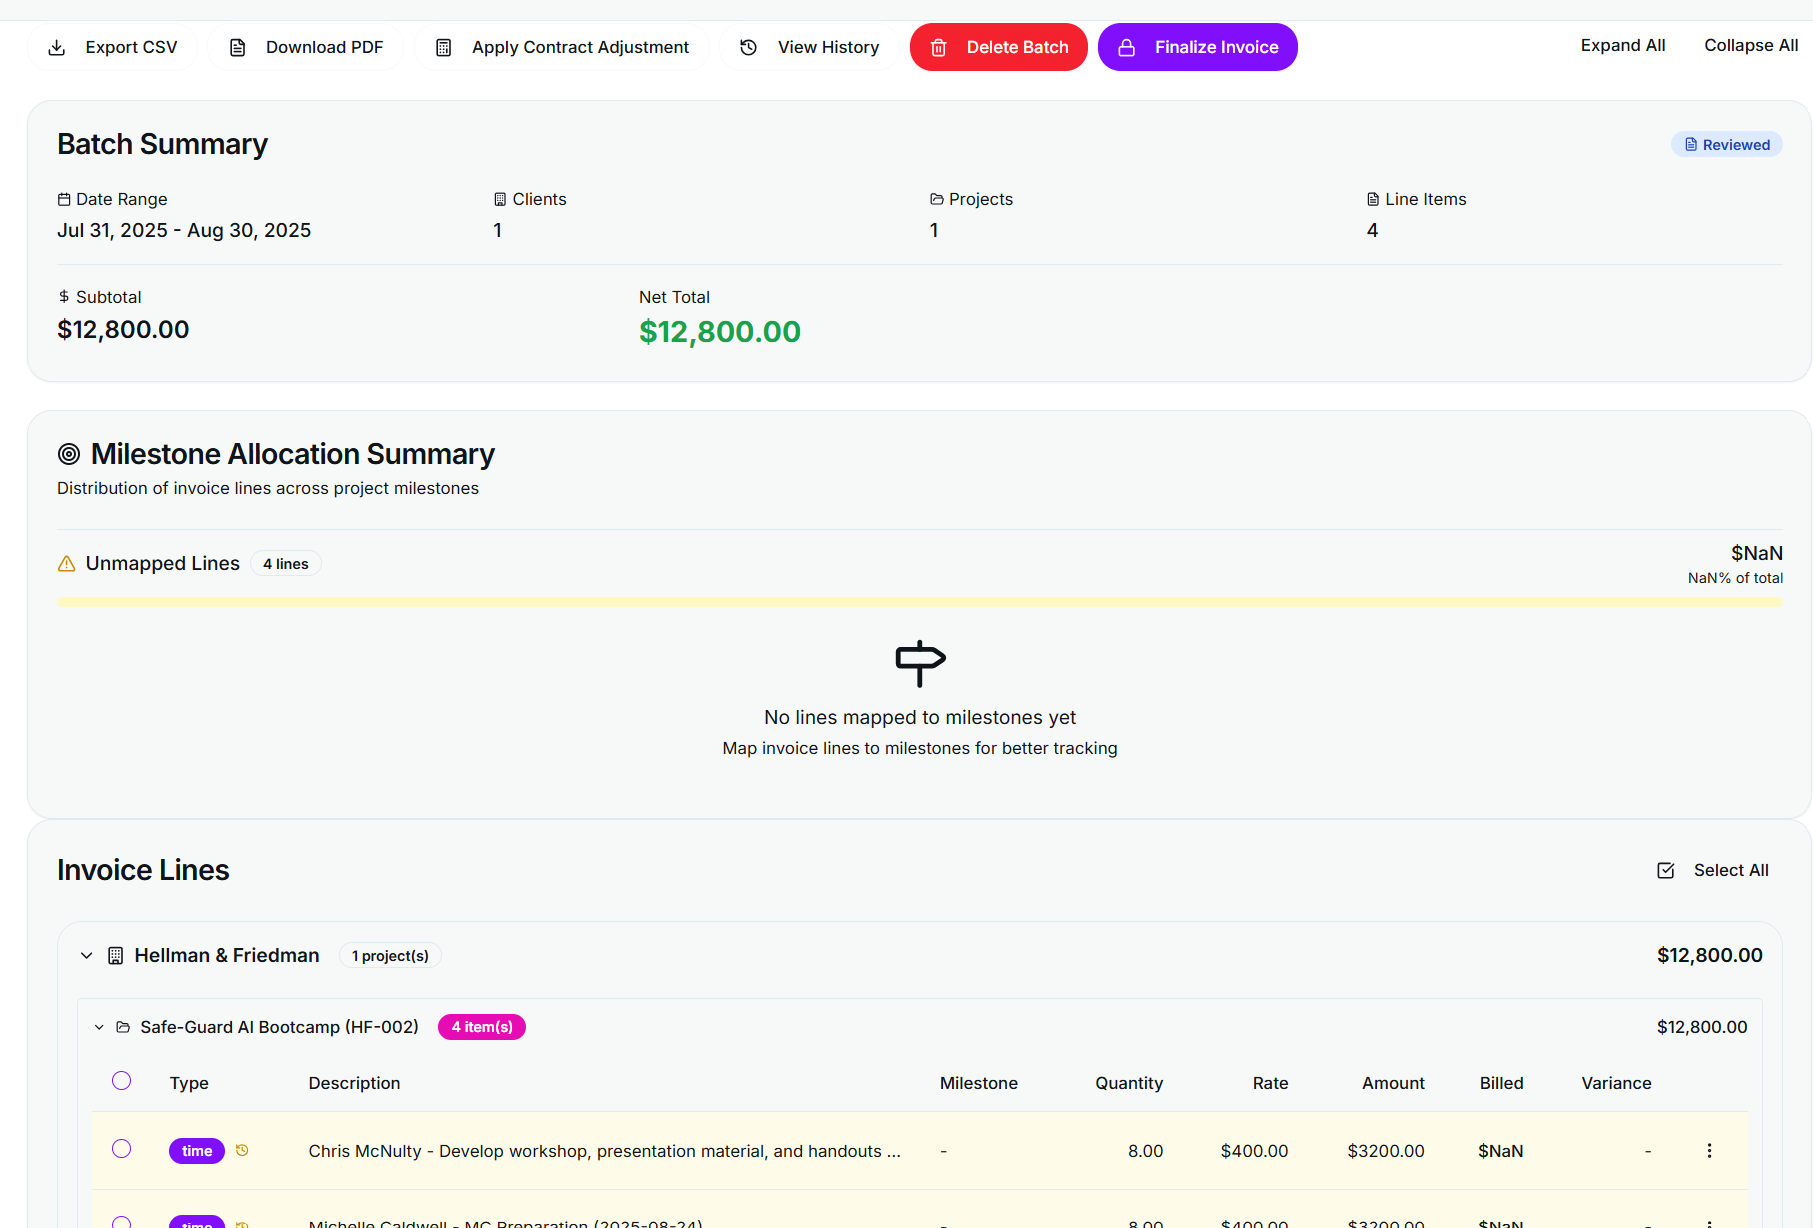 Export CSV Download PDF Apply Contract Adjustment View History Delete Batch Finalize Invoice Expand All Collapse All
Batch Summary
Reviewed
Date Range Clients Projects Line Items
Jul 31, 2025 - Aug 30, 2025 1 1 4
$ Subtotal Net Total
$12,800.00 $12,800.00
Milestone Allocation Summary
Distribution of invoice lines across project milestones
Unmapped Lines 4 lines $NaN
NaN% of total
No lines mapped to milestones yet
Map invoice lines to milestones for better tracking
Invoice Lines Select All
Hellman & Friedman 1 project(s) $12,800.00
Safe-Guard AI Bootcamp (HF-002) 4 item(s) $12,800.00
Type Description Milestone Quantity Rate Amount Billed Variance
time Chris McNulty - Develop workshop, presentation material, and handouts ... - 8.00 $400.00 $3200.00 $NaN -
time Michelle Caldwell - MC Preparation (2025-08-24) - 8.00 $400.00 $3200.00 $NaN -